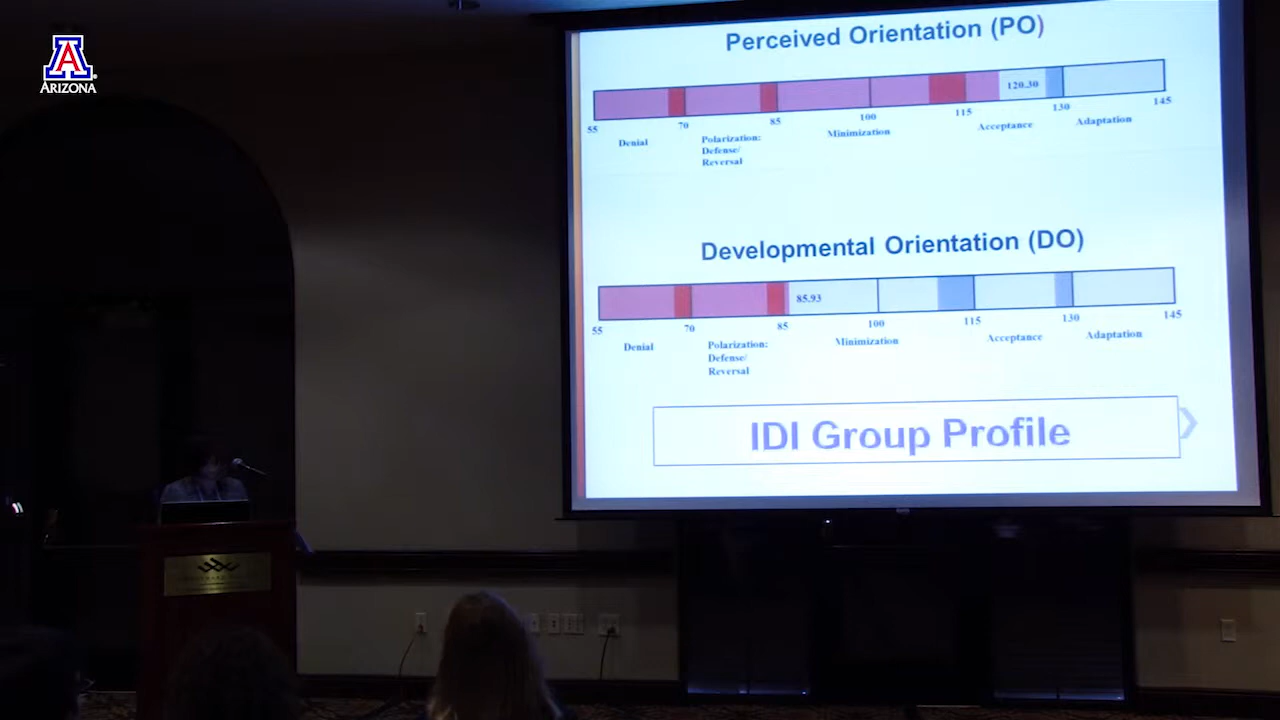 A
ARIZONA
Perceived Orientation (PO)
120.30
55 70 85 100 115 130 145
Denial Polarization: Minimization Acceptance Adaptation
Defense/
Reversal
Developmental Orientation (DO)
85.93
55 70 85 100 115 130 145
Denial Polarization: Minimization Acceptance Adaptation
Defense/
Reversal
IDI Group Profile